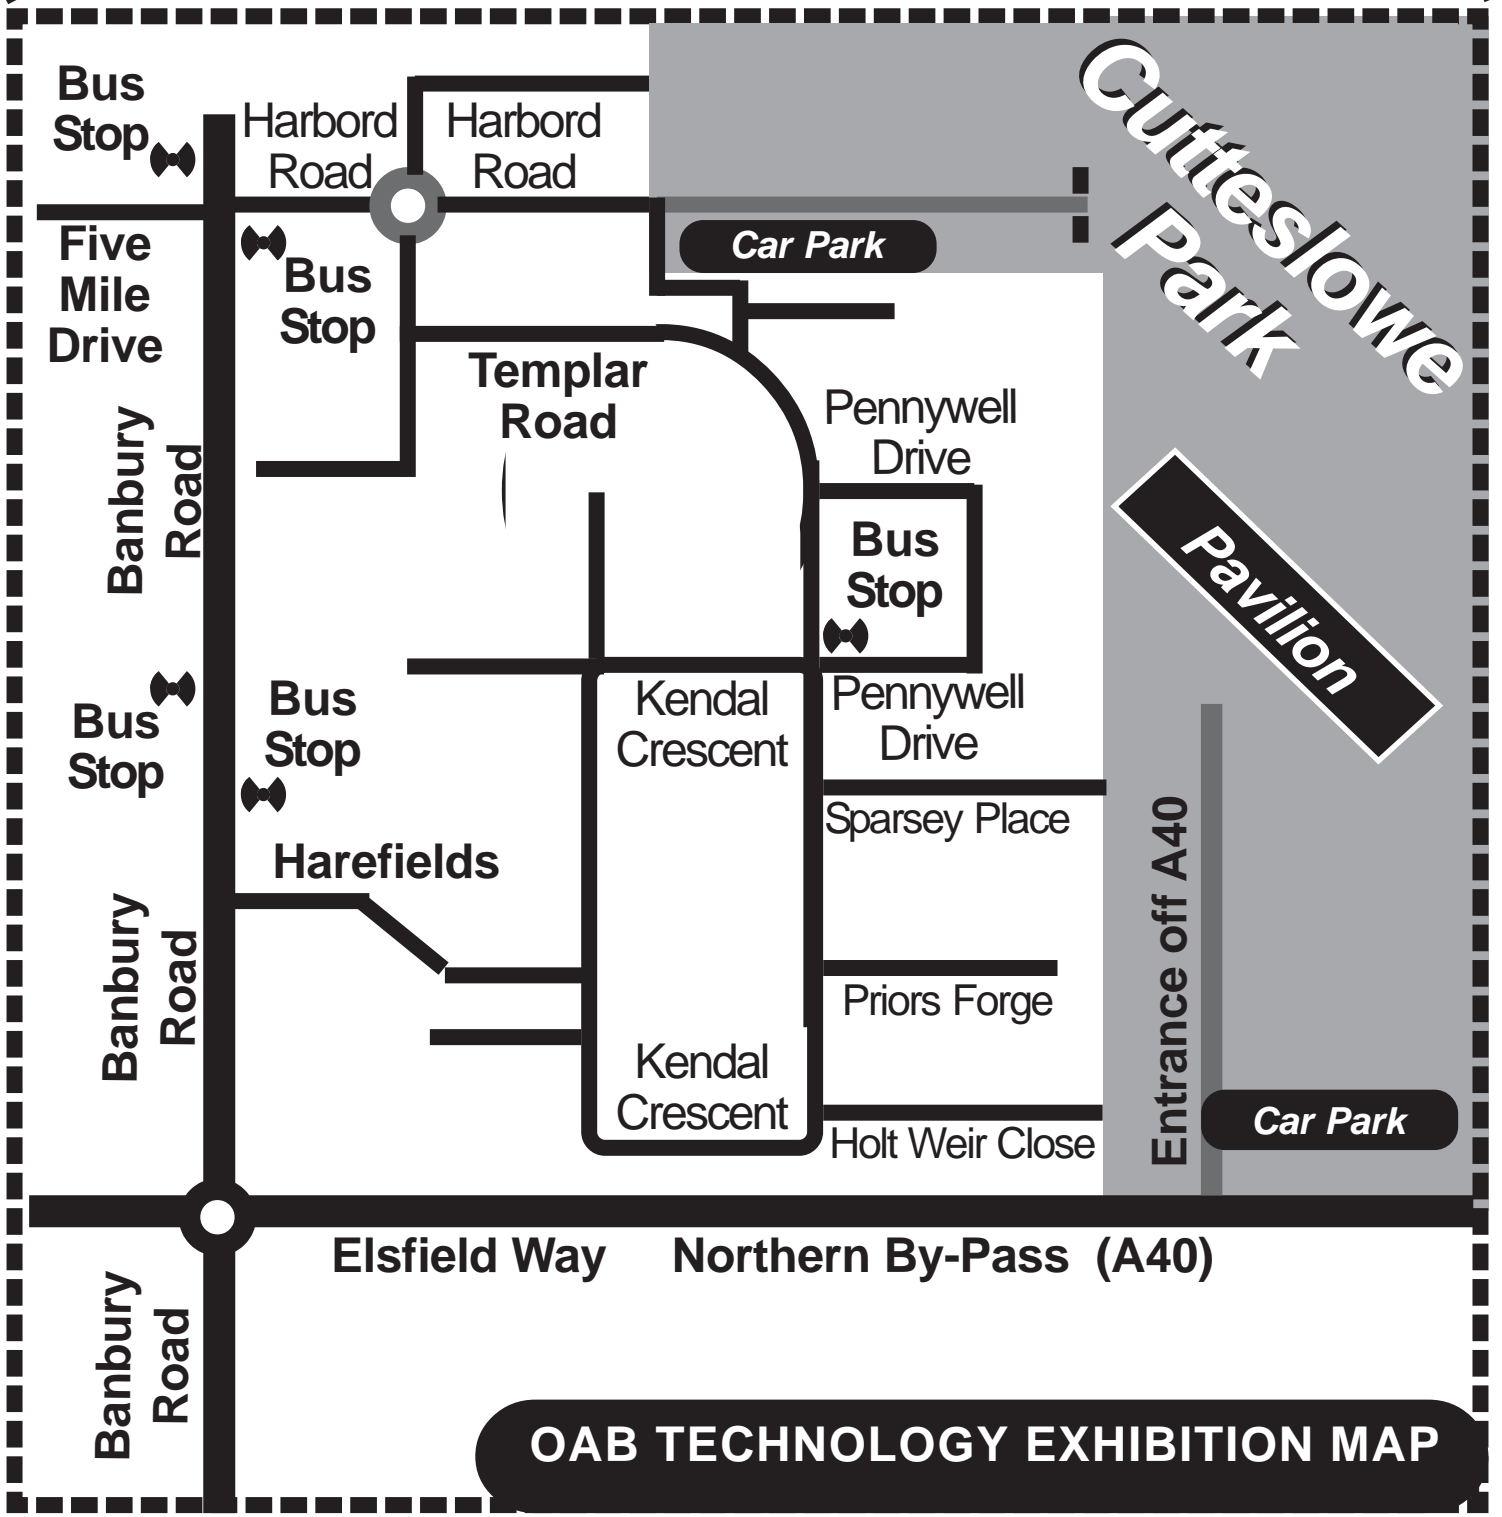 Bus
Stop
Harbord
Road
Harbord
Road
Cutteslowe
Park
Five
Mile
Drive
Bus
Stop
Car Park
Templar
Road
Banbury
Road
Pennywell
Drive
Bus
Stop
Pavilion
Bus
Stop
Bus
Stop
Kendal
Crescent
Pennywell
Drive
Sparsey Place
Harefields
Banbury
Road
Priors Forge
Entrance off A40
Kendal
Crescent
Car Park
Holt Weir Close
Elsfield Way Northern By-Pass (A40)
Banbury
Road
OAB TECHNOLOGY EXHIBITION MAP